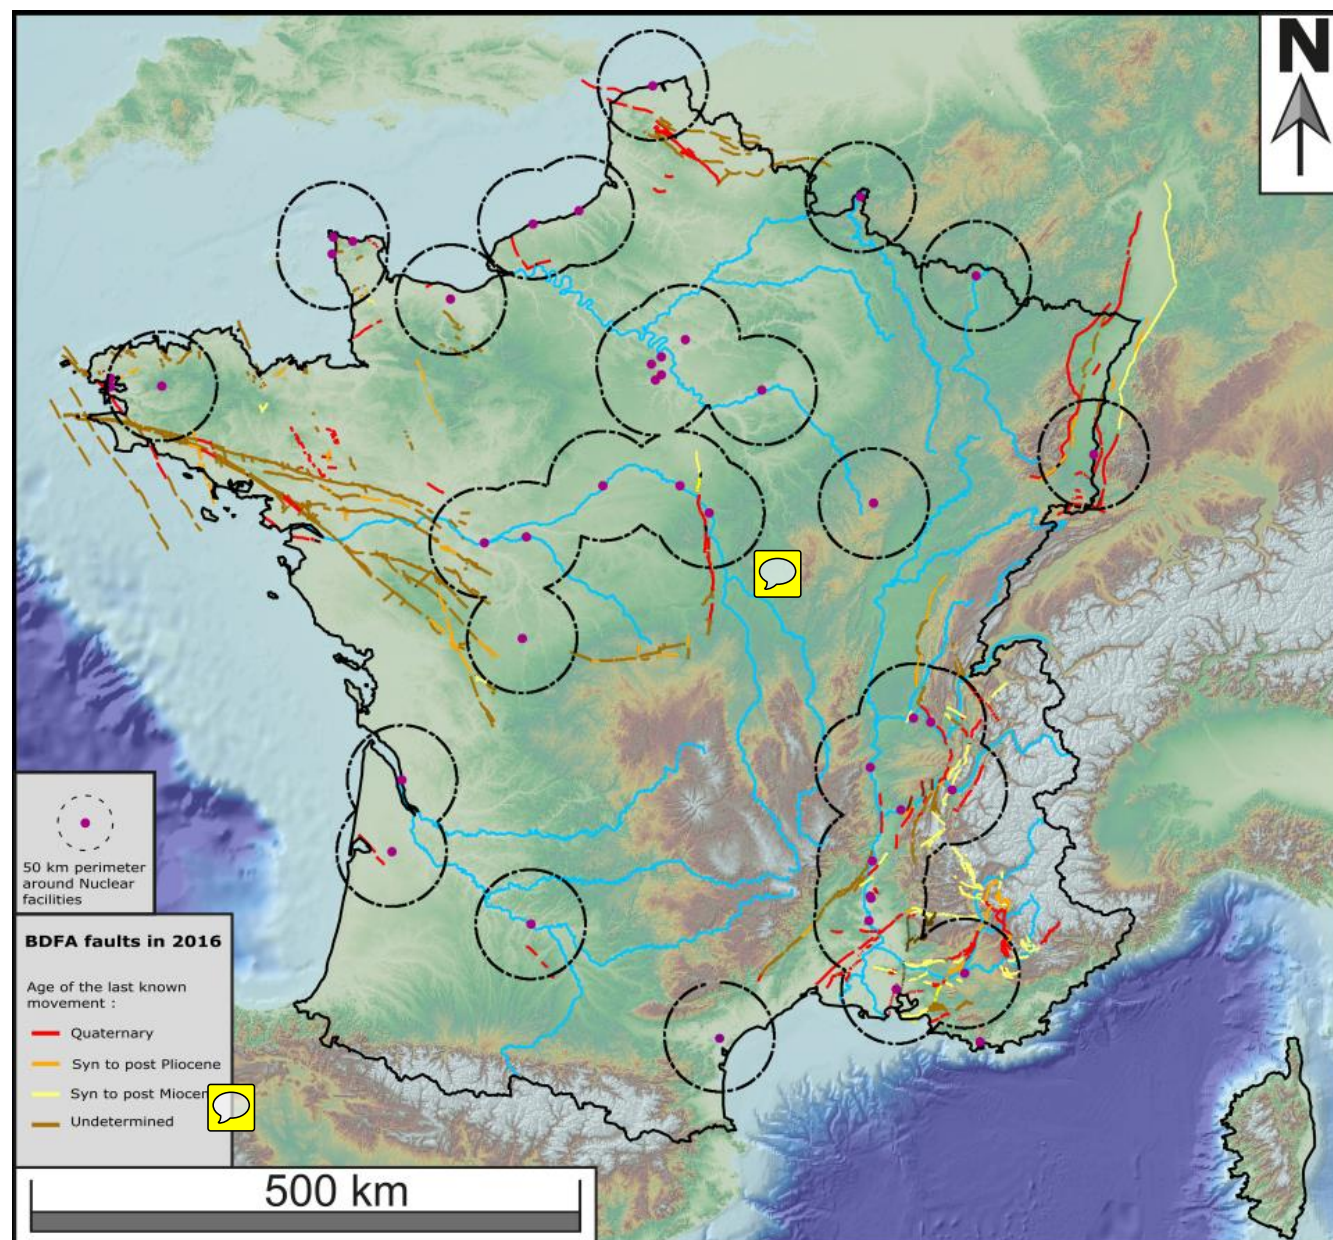 N
50 km perimeter
around Nuclear
facilities
BDFA faults in 2016
Age of the last known
movement :
Quaternary
Syn to post Pliocene
Syn to post Miocen
Undetermined
500 km